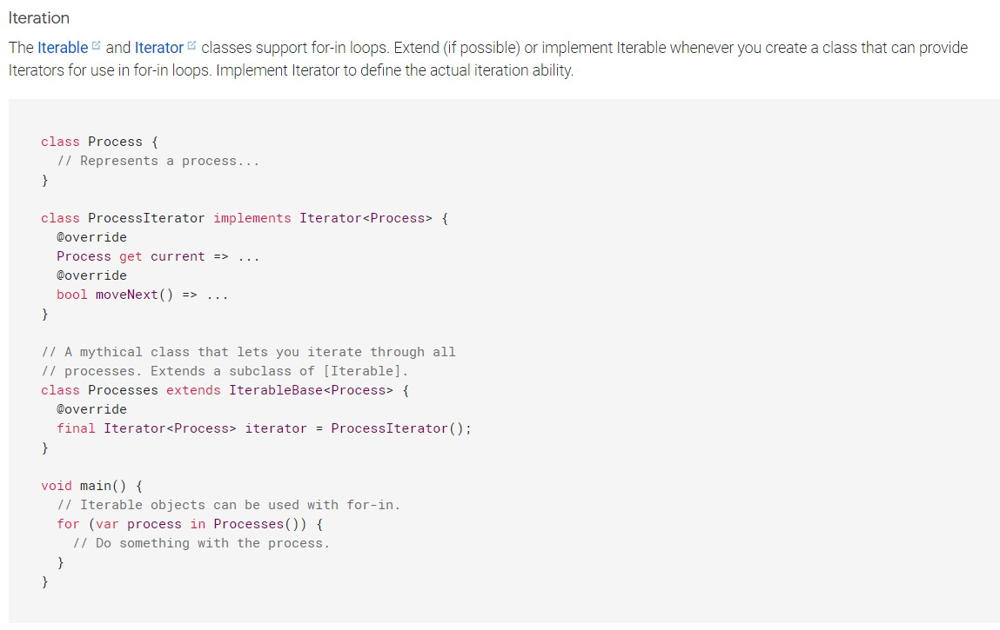 Iteration
The Iterable and Iterator classes support for-in loops. Extend (if possible) or implement Iterable whenever you create a class that can provide
Iterators for use in for-in loops. Implement Iterator to define the actual iteration ability.
class Process {
  // Represents a process...
}
class ProcessIterator implements Iterator<Process> {
  @override
  Process get current => ...
  @override
  bool moveNext() => ...
}
// A mythical class that lets you iterate through all
// processes. Extends a subclass of [Iterable].
class Processes extends IterableBase<Process> {
  @override
  final Iterator<Process> iterator = ProcessIterator();
}
void main() {
  // Iterable objects can be used with for-in.
  for (var process in Processes()) {
    // Do something with the process.
  }
}